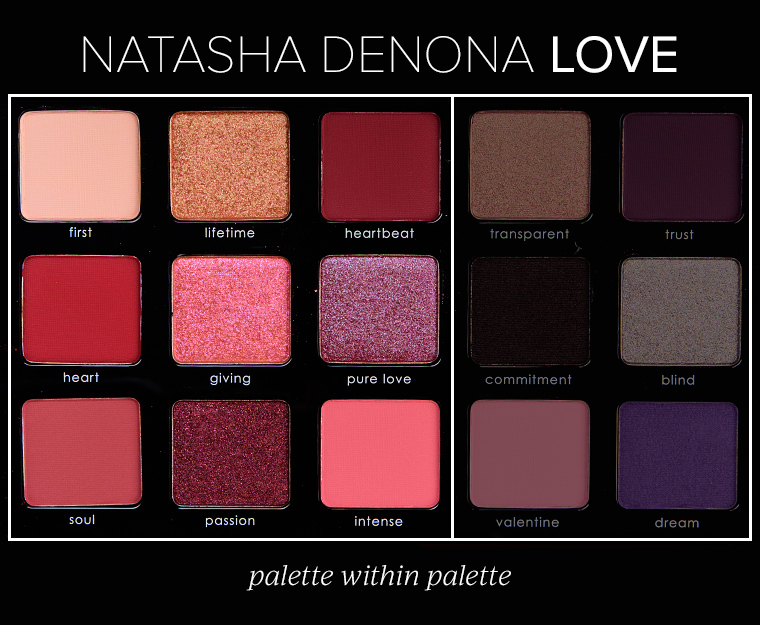 NATASHA DENONA LOVE
first lifetime heartbeat transparent trust
heart giving pure love commitment blind
soul passion intense valentine dream
palette within palette